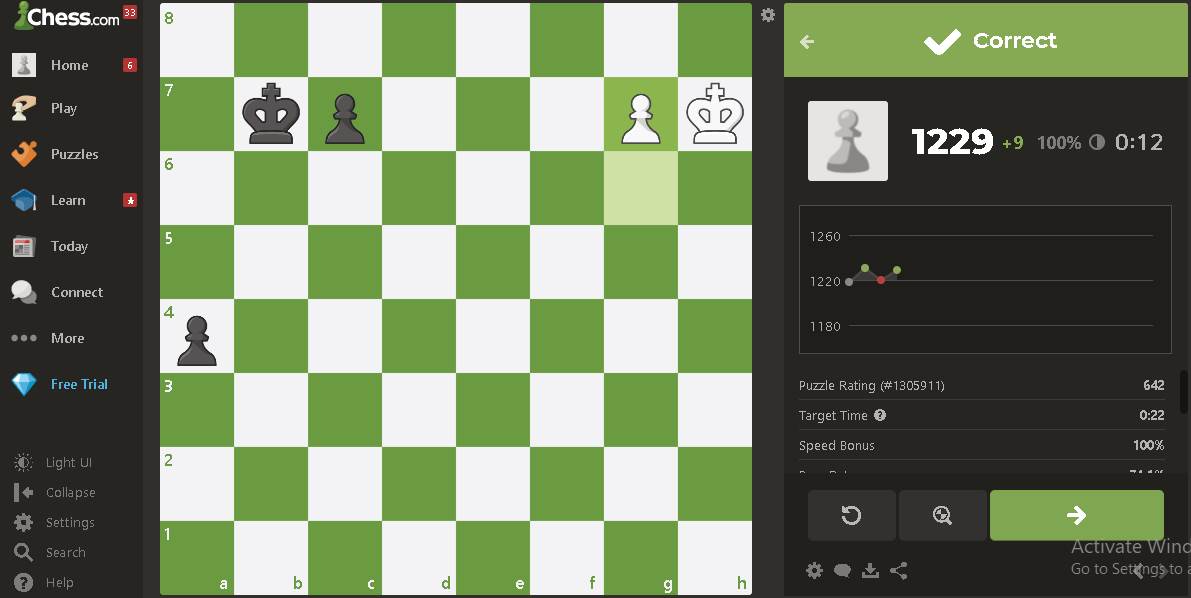 Chess.com 33
Home 6
Play
Puzzles
Learn
Today
Connect
More
Free Trial
Light UI
Collapse
Settings
Search
Help
8
7
6
5
4
3
2
1
a b c d e f g h
Correct
1229 +9 100% 0:12
1260
1220
1180
Puzzle Rating (#1305911) 642
Target Time ? 0:22
Speed Bonus 100%
Activate Wind
Go to Settings to a